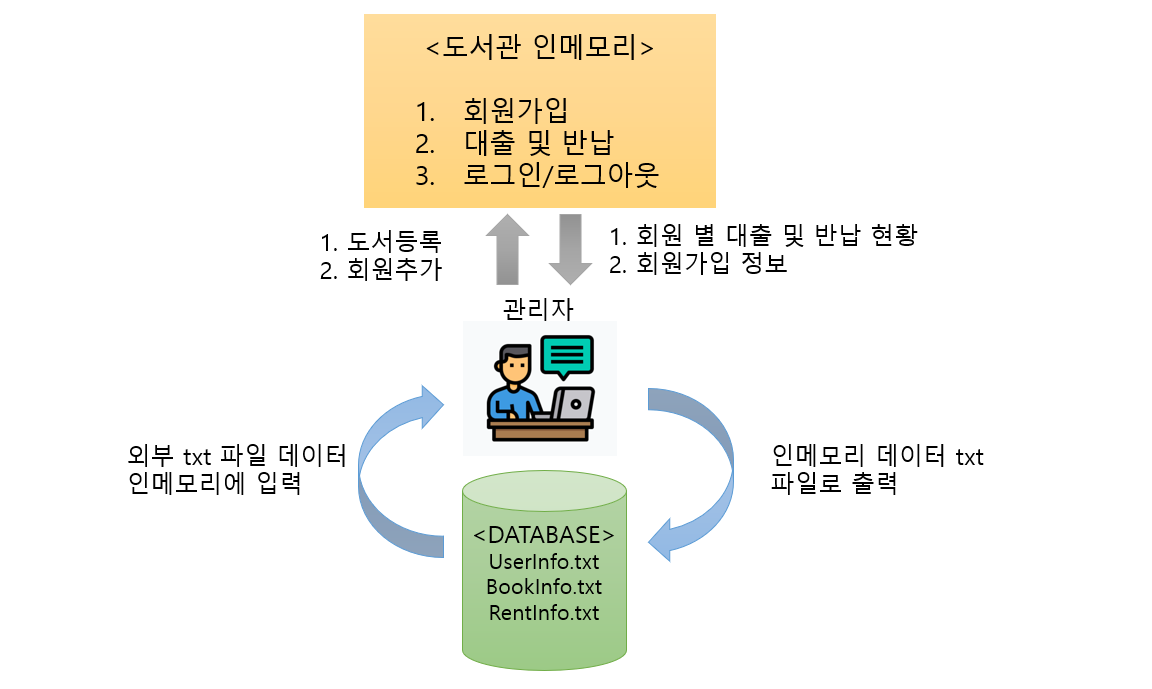 <도서관 인메모리>
1. 회원가입
2. 대출 및 반납
3. 로그인/로그아웃
1. 도서등록
2. 회원추가
1. 회원 별 대출 및 반납 현황
2. 회원가입 정보
관리자
외부 txt 파일 데이터
인메모리에 입력
인메모리 데이터 txt
파일로 출력
<DATABASE>
UserInfo.txt
BookInfo.txt
RentInfo.txt